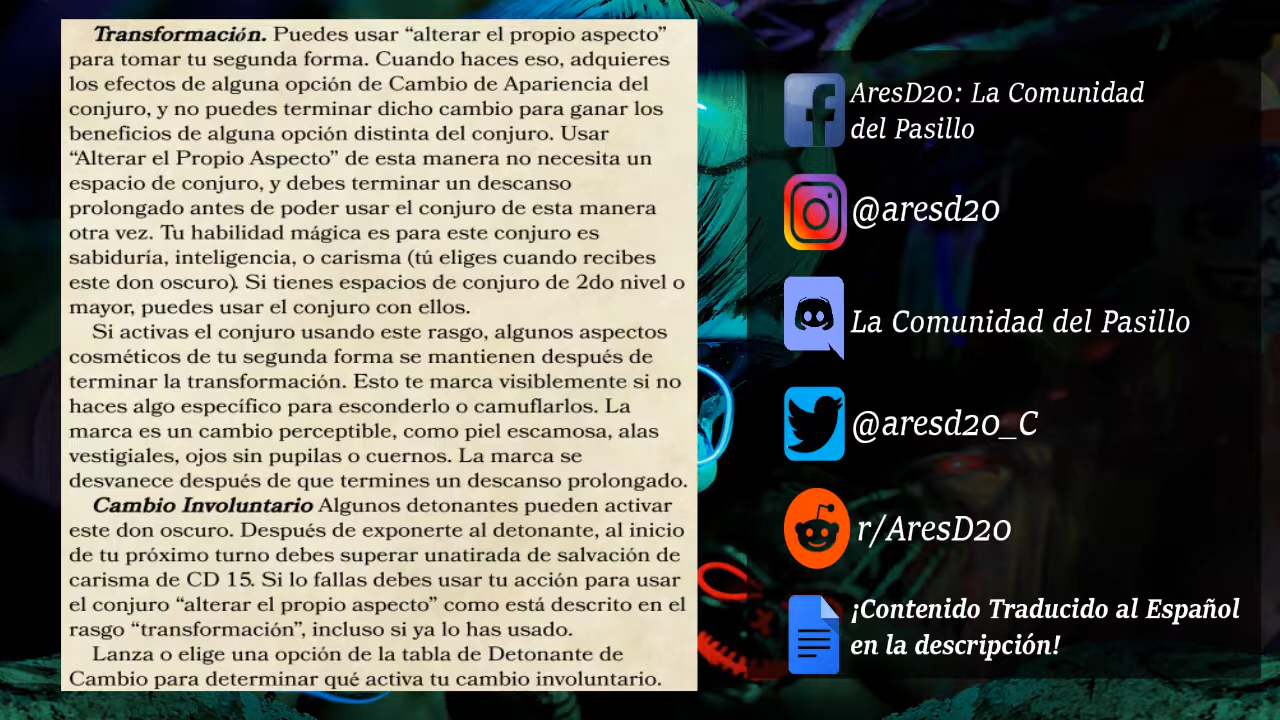 Transformación. Puedes usar “alterar el propio aspecto”
para tomar tu segunda forma. Cuando haces eso, adquieres
los efectos de alguna opción de Cambio de Apariencia del
conjuro, y no puedes terminar dicho cambio para ganar los
beneficios de alguna opción distinta del conjuro. Usar
“Alterar el Propio Aspecto” de esta manera no necesita un
espacio de conjuro, y debes terminar un descanso
prolongado antes de poder usar el conjuro de esta manera
otra vez. Tu habilidad mágica es para este conjuro es
sabiduría, inteligencia, o carisma (tú eliges cuando recibes
este don oscuro). Si tienes espacios de conjuro de 2do nivel o
mayor, puedes usar el conjuro con ellos.
Si activas el conjuro usando este rasgo, algunos aspectos
cosméticos de tu segunda forma se mantienen después de
terminar la transformación. Esto te marca visiblemente si no
haces algo específico para esconderlo o camuflarlos. La
marca es un cambio perceptible, como piel escamosa, alas
vestigiales, ojos sin pupilas o cuernos. La marca se
desvanece después de que termines un descanso prolongado.
Cambio Involuntario Algunos detonantes pueden activar
este don oscuro. Después de exponerte al detonante, al inicio
de tu próximo turno debes superar unatirada de salvación de
carisma de CD 15. Si lo fallas debes usar tu acción para usar
el conjuro “alterar el propio aspecto” como está descrito en el
rasgo “transformación”, incluso si ya lo has usado.
Lanza o elige una opción de la tabla de Detonante de
Cambio para determinar qué activa tu cambio involuntario.
AresD20: La Comunidad
del Pasillo
@aresd20
La Comunidad del Pasillo
@aresd20_C
r/AresD20
¡Contenido Traducido al Español
en la descripción!